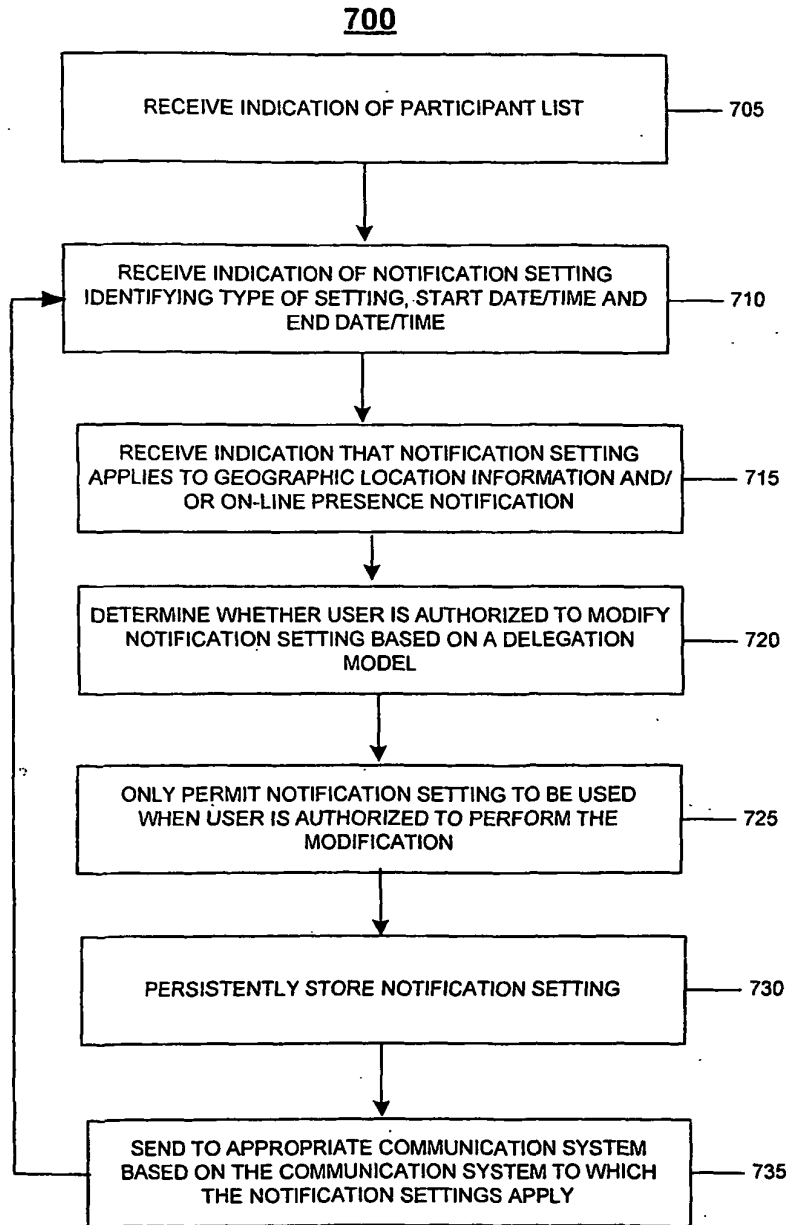 700
RECEIVE INDICATION OF PARTICIPANT LIST
705
RECEIVE INDICATION OF NOTIFICATION SETTING
IDENTIFYING TYPE OF SETTING, START DATE/TIME AND
END DATE/TIME
710
RECEIVE INDICATION THAT NOTIFICATION SETTING
APPLIES TO GEOGRAPHIC LOCATION INFORMATION AND/
OR ON-LINE PRESENCE NOTIFICATION
715
DETERMINE WHETHER USER IS AUTHORIZED TO MODIFY
NOTIFICATION SETTING BASED ON A DELEGATION
MODEL
720
ONLY PERMIT NOTIFICATION SETTING TO BE USED
WHEN USER IS AUTHORIZED TO PERFORM THE
MODIFICATION
725
PERSISTENTLY STORE NOTIFICATION SETTING
730
SEND TO APPROPRIATE COMMUNICATION SYSTEM
BASED ON THE COMMUNICATION SYSTEM TO WHICH
THE NOTIFICATION SETTINGS APPLY
735